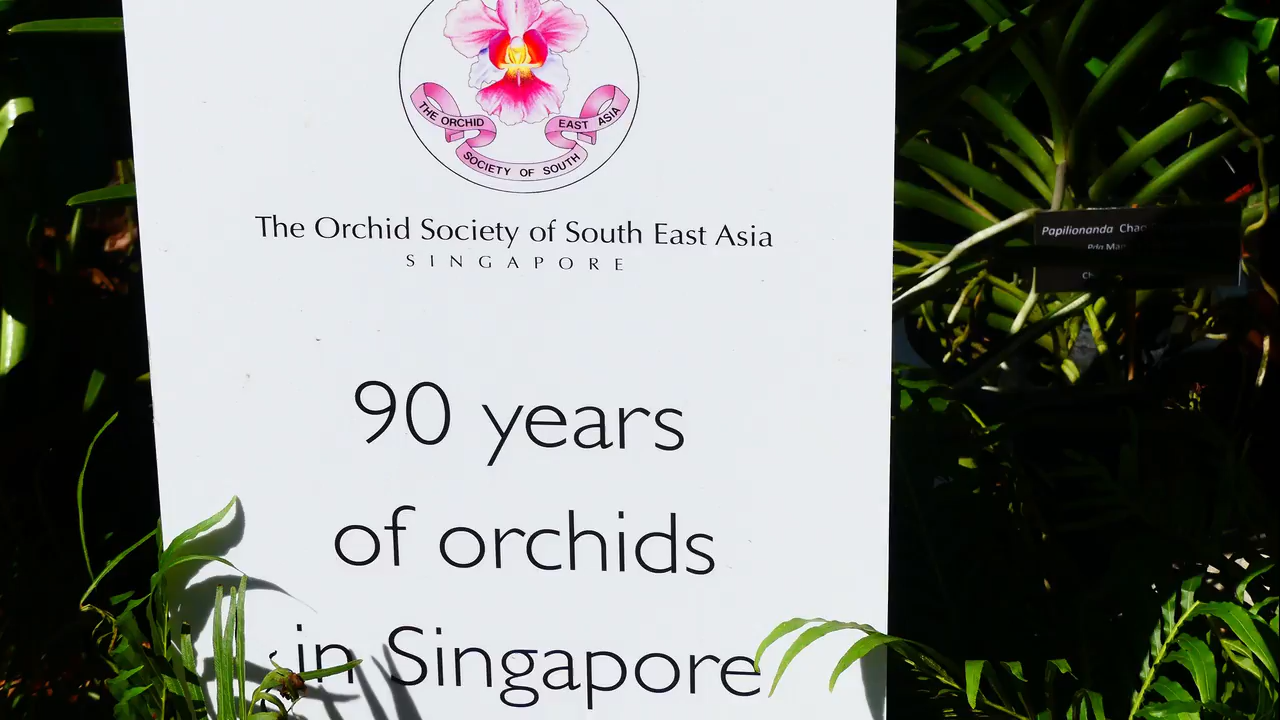 THE ORCHID
SOCIETY OF SOUTH
EAST ASIA
The Orchid Society of South East Asia
SINGAPORE
90 years
of orchids
in Singapore
Papilionanda
Pda